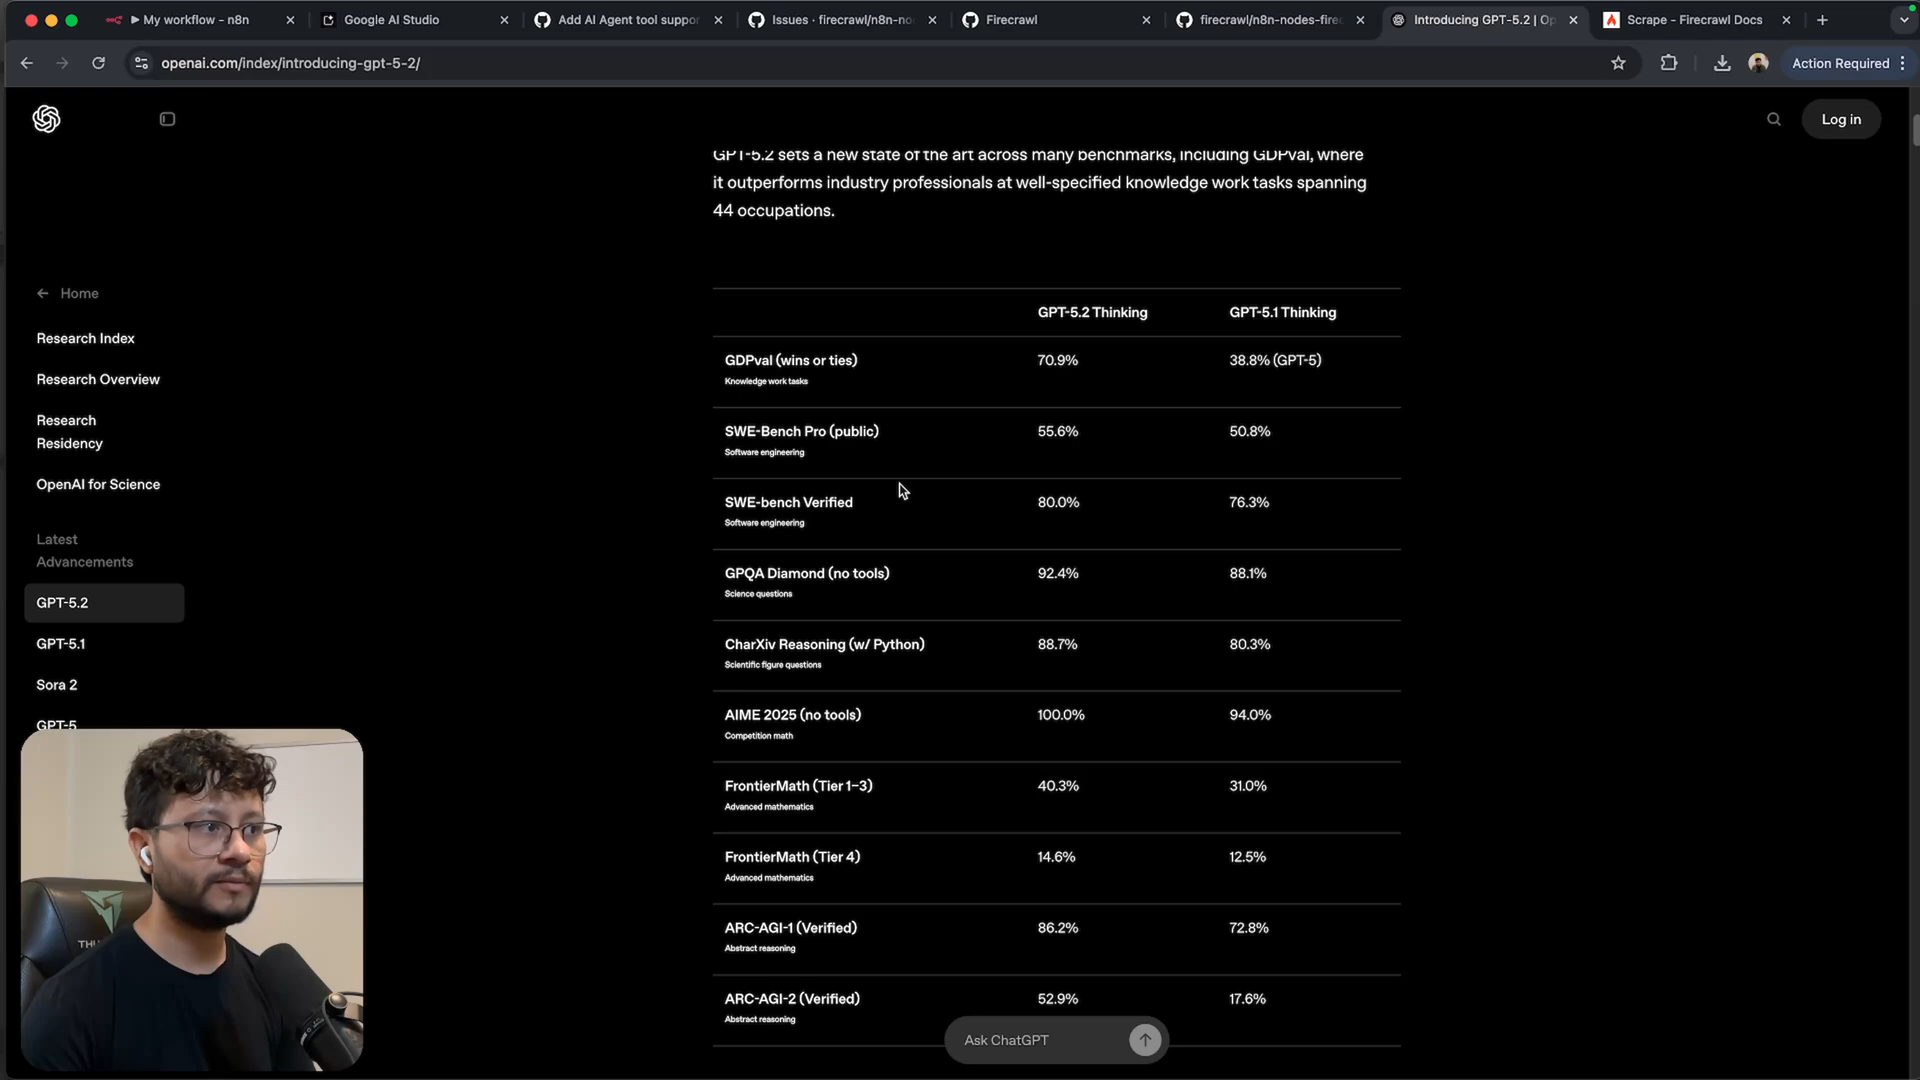 My workflow - n8n
Google AI Studio
Add AI Agent tool suppor
Issues · firecrawl/n8n-no
Firecrawl
firecrawl/n8n-nodes-fire
Introducing GPT-5.2 | Op
Scrape - Firecrawl Docs
openai.com/index/introducing-gpt-5-2/
Action Required
Log in
GPT-5.2 sets a new state of the art across many benchmarks, including GDPval, where
it outperforms industry professionals at well-specified knowledge work tasks spanning
44 occupations.
Home
Research Index
Research Overview
Research
Residency
OpenAI for Science
Latest
Advancements
GPT-5.2
GPT-5.1
Sora 2
GPT-5
GPT-5.2 Thinking GPT-5.1 Thinking
GDPval (wins or ties) 70.9% 38.8% (GPT-5)
Knowledge work tasks
SWE-Bench Pro (public) 55.6% 50.8%
Software engineering
SWE-bench Verified 80.0% 76.3%
Software engineering
GPQA Diamond (no tools) 92.4% 88.1%
Science questions
CharXiv Reasoning (w/ Python) 88.7% 80.3%
Scientific figure questions
AIME 2025 (no tools) 100.0% 94.0%
Competition math
FrontierMath (Tier 1–3) 40.3% 31.0%
Advanced mathematics
FrontierMath (Tier 4) 14.6% 12.5%
Advanced mathematics
ARC-AGI-1 (Verified) 86.2% 72.8%
Abstract reasoning
ARC-AGI-2 (Verified) 52.9% 17.6%
Abstract reasoning
Ask ChatGPT